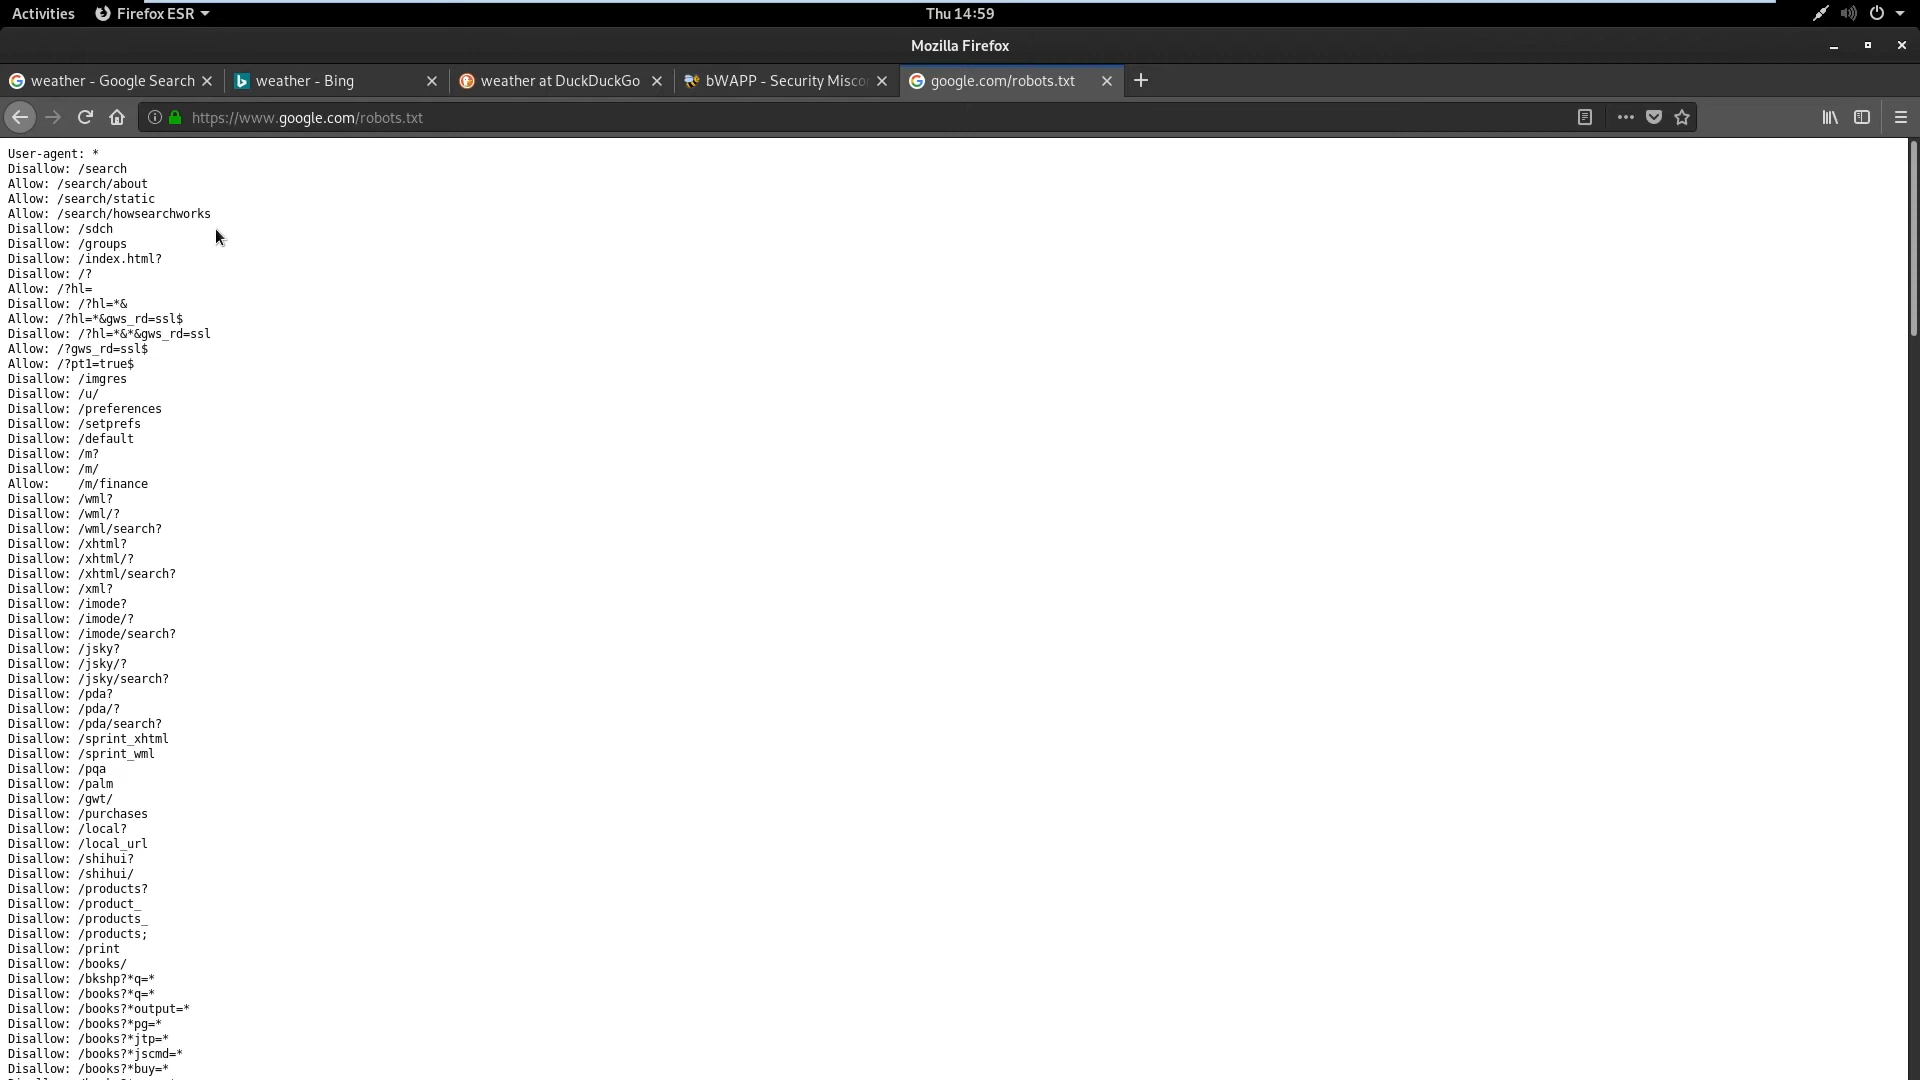 Activities Firefox ESR Thu 14:59
Mozilla Firefox
weather - Google Search weather - Bing weather at DuckDuckGo bWAPP - Security Misco google.com/robots.txt
https://www.google.com/robots.txt
User-agent: *
Disallow: /search
Allow: /search/about
Allow: /search/static
Allow: /search/howsearchworks
Disallow: /sdch
Disallow: /groups
Disallow: /index.html?
Disallow: /?
Allow: /?hl=
Disallow: /?hl=*&
Allow: /?hl=*&gws_rd=ssl$
Disallow: /?hl=*&*&gws_rd=ssl
Allow: /?gws_rd=ssl$
Allow: /?pt1=true$
Disallow: /imgres
Disallow: /u/
Disallow: /preferences
Disallow: /setprefs
Disallow: /default
Disallow: /m?
Disallow: /m/
Allow:    /m/finance
Disallow: /wml?
Disallow: /wml/?
Disallow: /wml/search?
Disallow: /xhtml?
Disallow: /xhtml/?
Disallow: /xhtml/search?
Disallow: /xml?
Disallow: /imode?
Disallow: /imode/?
Disallow: /imode/search?
Disallow: /jsky?
Disallow: /jsky/?
Disallow: /jsky/search?
Disallow: /pda?
Disallow: /pda/?
Disallow: /pda/search?
Disallow: /sprint_xhtml
Disallow: /sprint_wml
Disallow: /pqa
Disallow: /palm
Disallow: /gwt/
Disallow: /purchases
Disallow: /local?
Disallow: /local_url
Disallow: /shihui?
Disallow: /shihui/
Disallow: /products?
Disallow: /product_
Disallow: /products_
Disallow: /products;
Disallow: /print
Disallow: /books/
Disallow: /bkshp?*q=*
Disallow: /books?*q=*
Disallow: /books?*output=*
Disallow: /books?*pg=*
Disallow: /books?*jtp=*
Disallow: /books?*jscmd=*
Disallow: /books?*buy=*